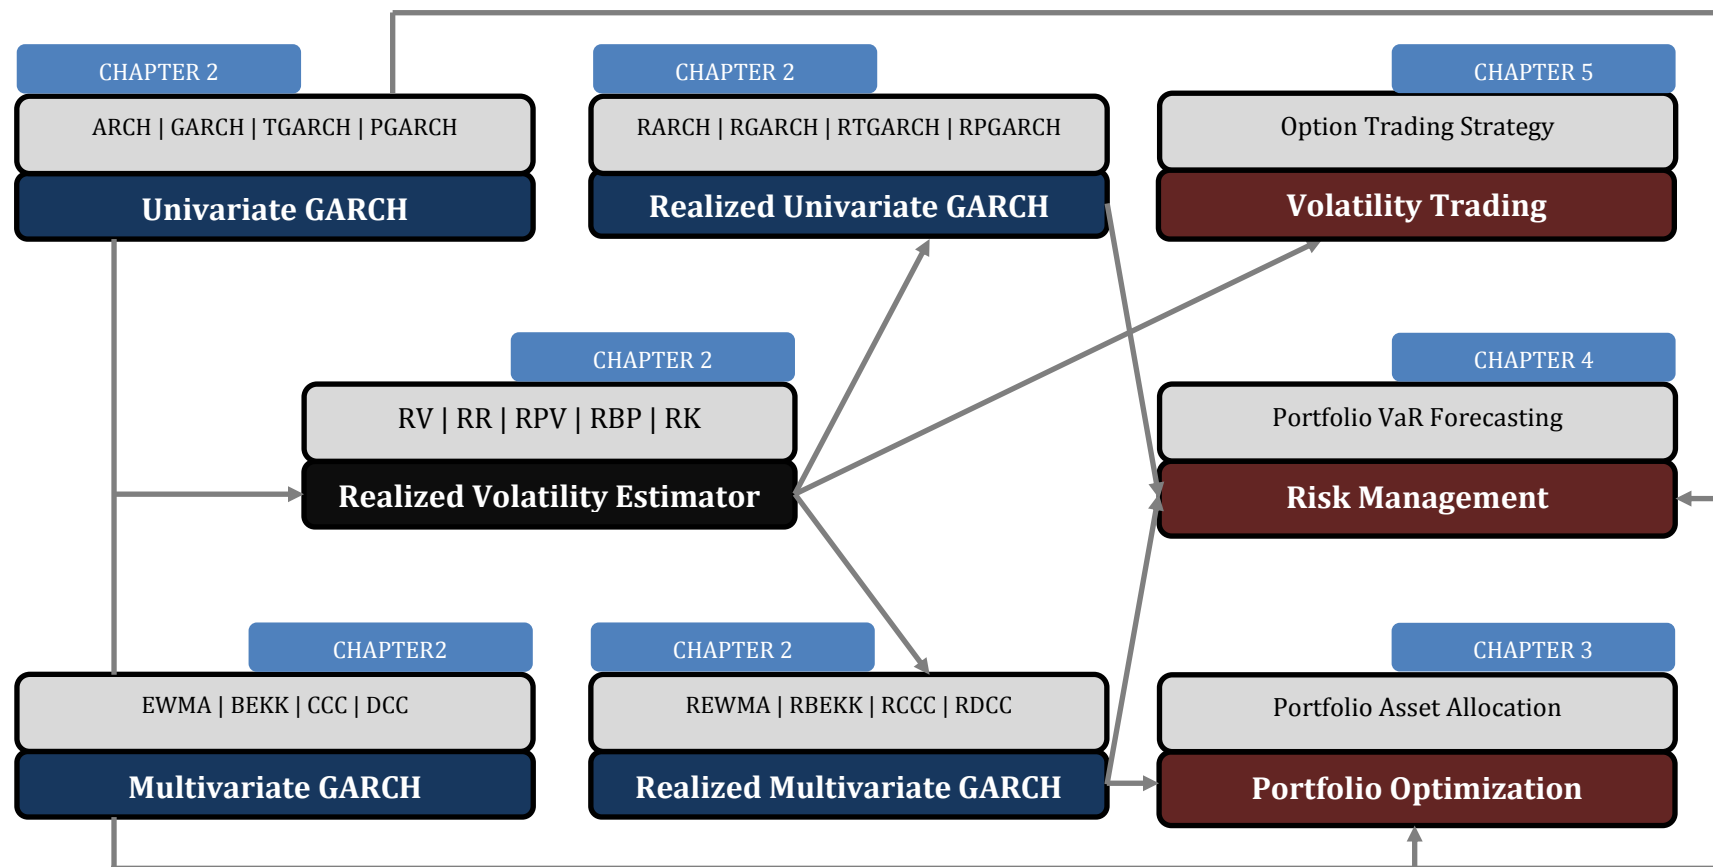 CHAPTER 2
ARCH | GARCH | TGARCH | PGARCH
Univariate GARCH
CHAPTER 2
RARCH | RGARCH | RTGARCH | RPGARCH
Realized Univariate GARCH
CHAPTER 5
Option Trading Strategy
Volatility Trading
CHAPTER 2
RV | RR | RPV | RBP | RK
Realized Volatility Estimator
CHAPTER 4
Portfolio VaR Forecasting
Risk Management
CHAPTER2
EWMA | BEKK | CCC | DCC
Multivariate GARCH
CHAPTER 2
REWMA | RBEKK | RCCC | RDCC
Realized Multivariate GARCH
CHAPTER 3
Portfolio Asset Allocation
Portfolio Optimization